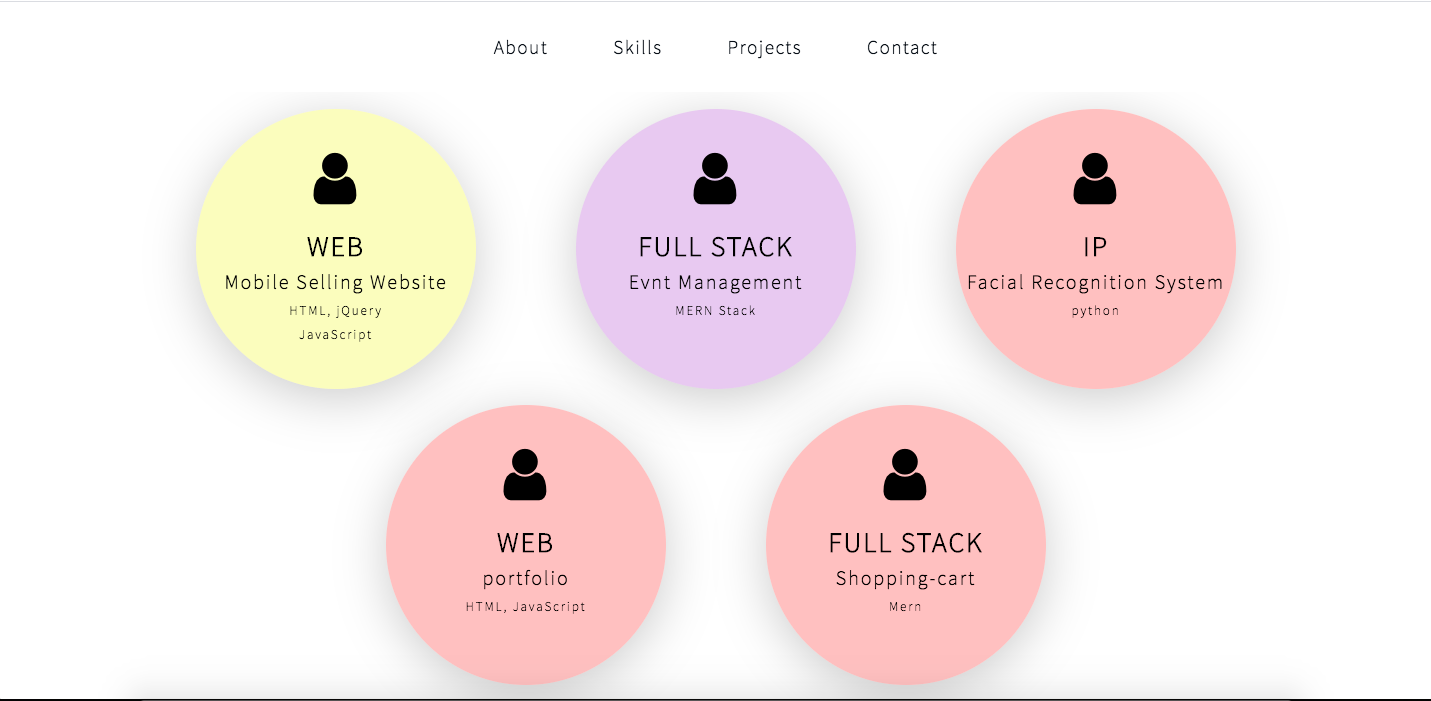 About Skills Projects Contact
WEB
Mobile Selling Website
HTML, jQuery
JavaScript
FULL STACK
Evnt Management
MERN Stack
IP
Facial Recognition System
python
WEB
portfolio
HTML, JavaScript
FULL STACK
Shopping-cart
Mern